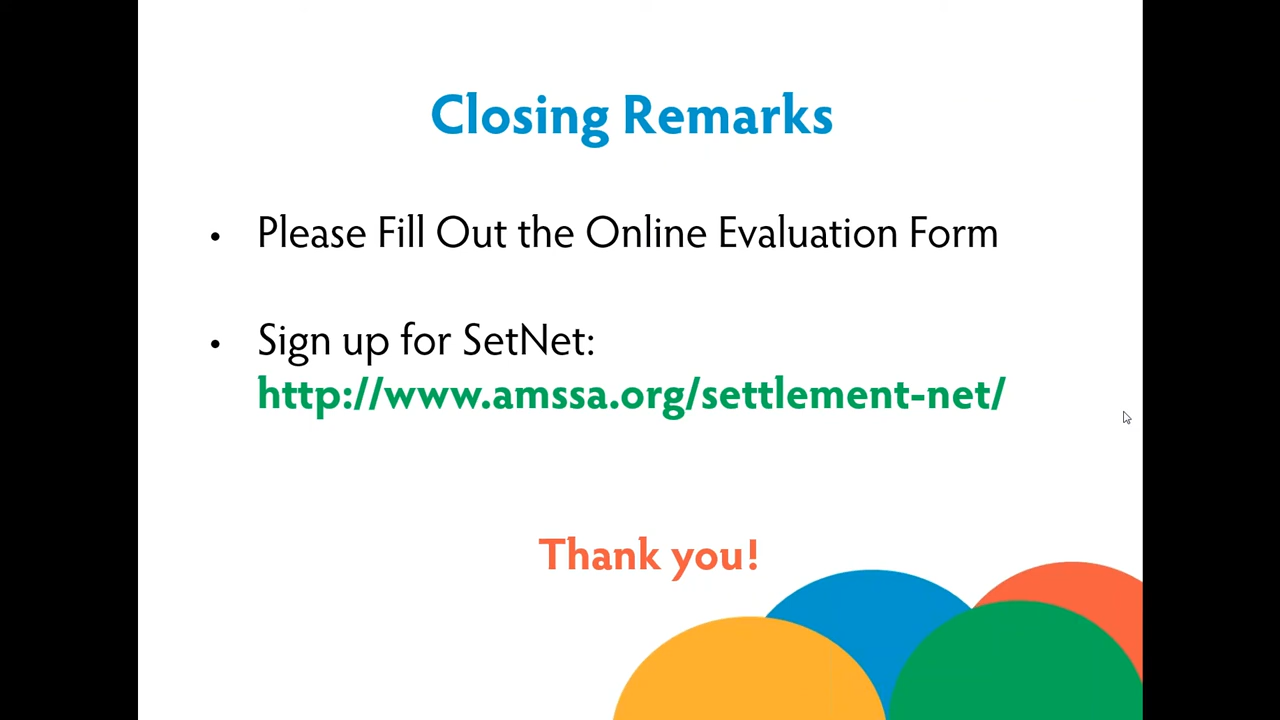 Closing Remarks
• Please Fill Out the Online Evaluation Form
• Sign up for SetNet:
http://www.amssa.org/settlement-net/
Thank you!